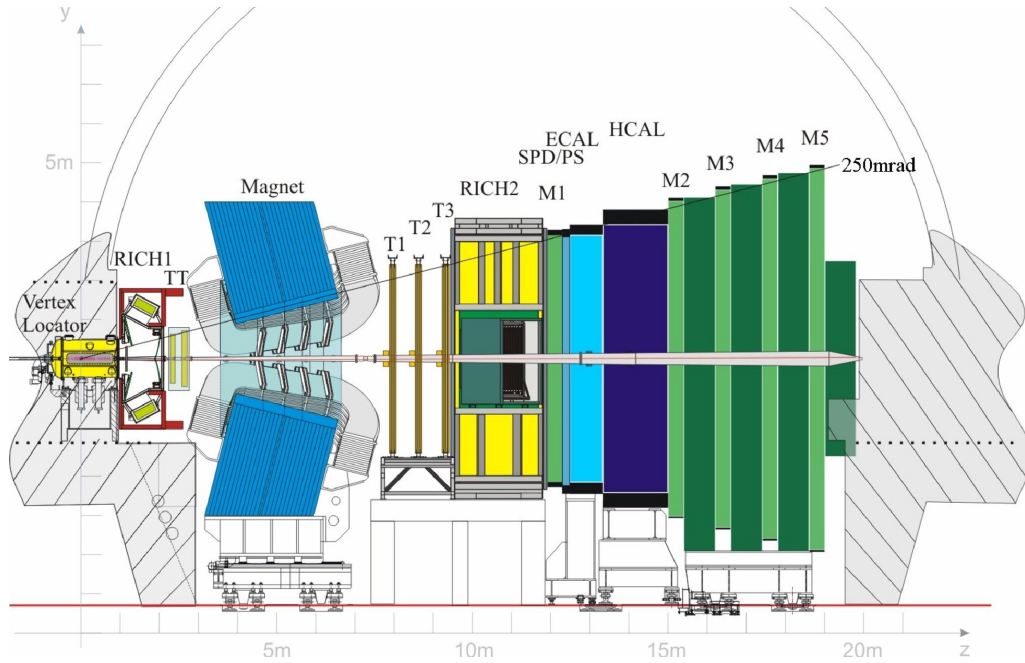 y
5m
Vertex
Locator
RICH1
TT
Magnet
T1
T2
T3
RICH2
M1
SPD/PS
ECAL
HCAL
M2
M3
M4
M5
250mrad
5m
10m
15m
20m
z